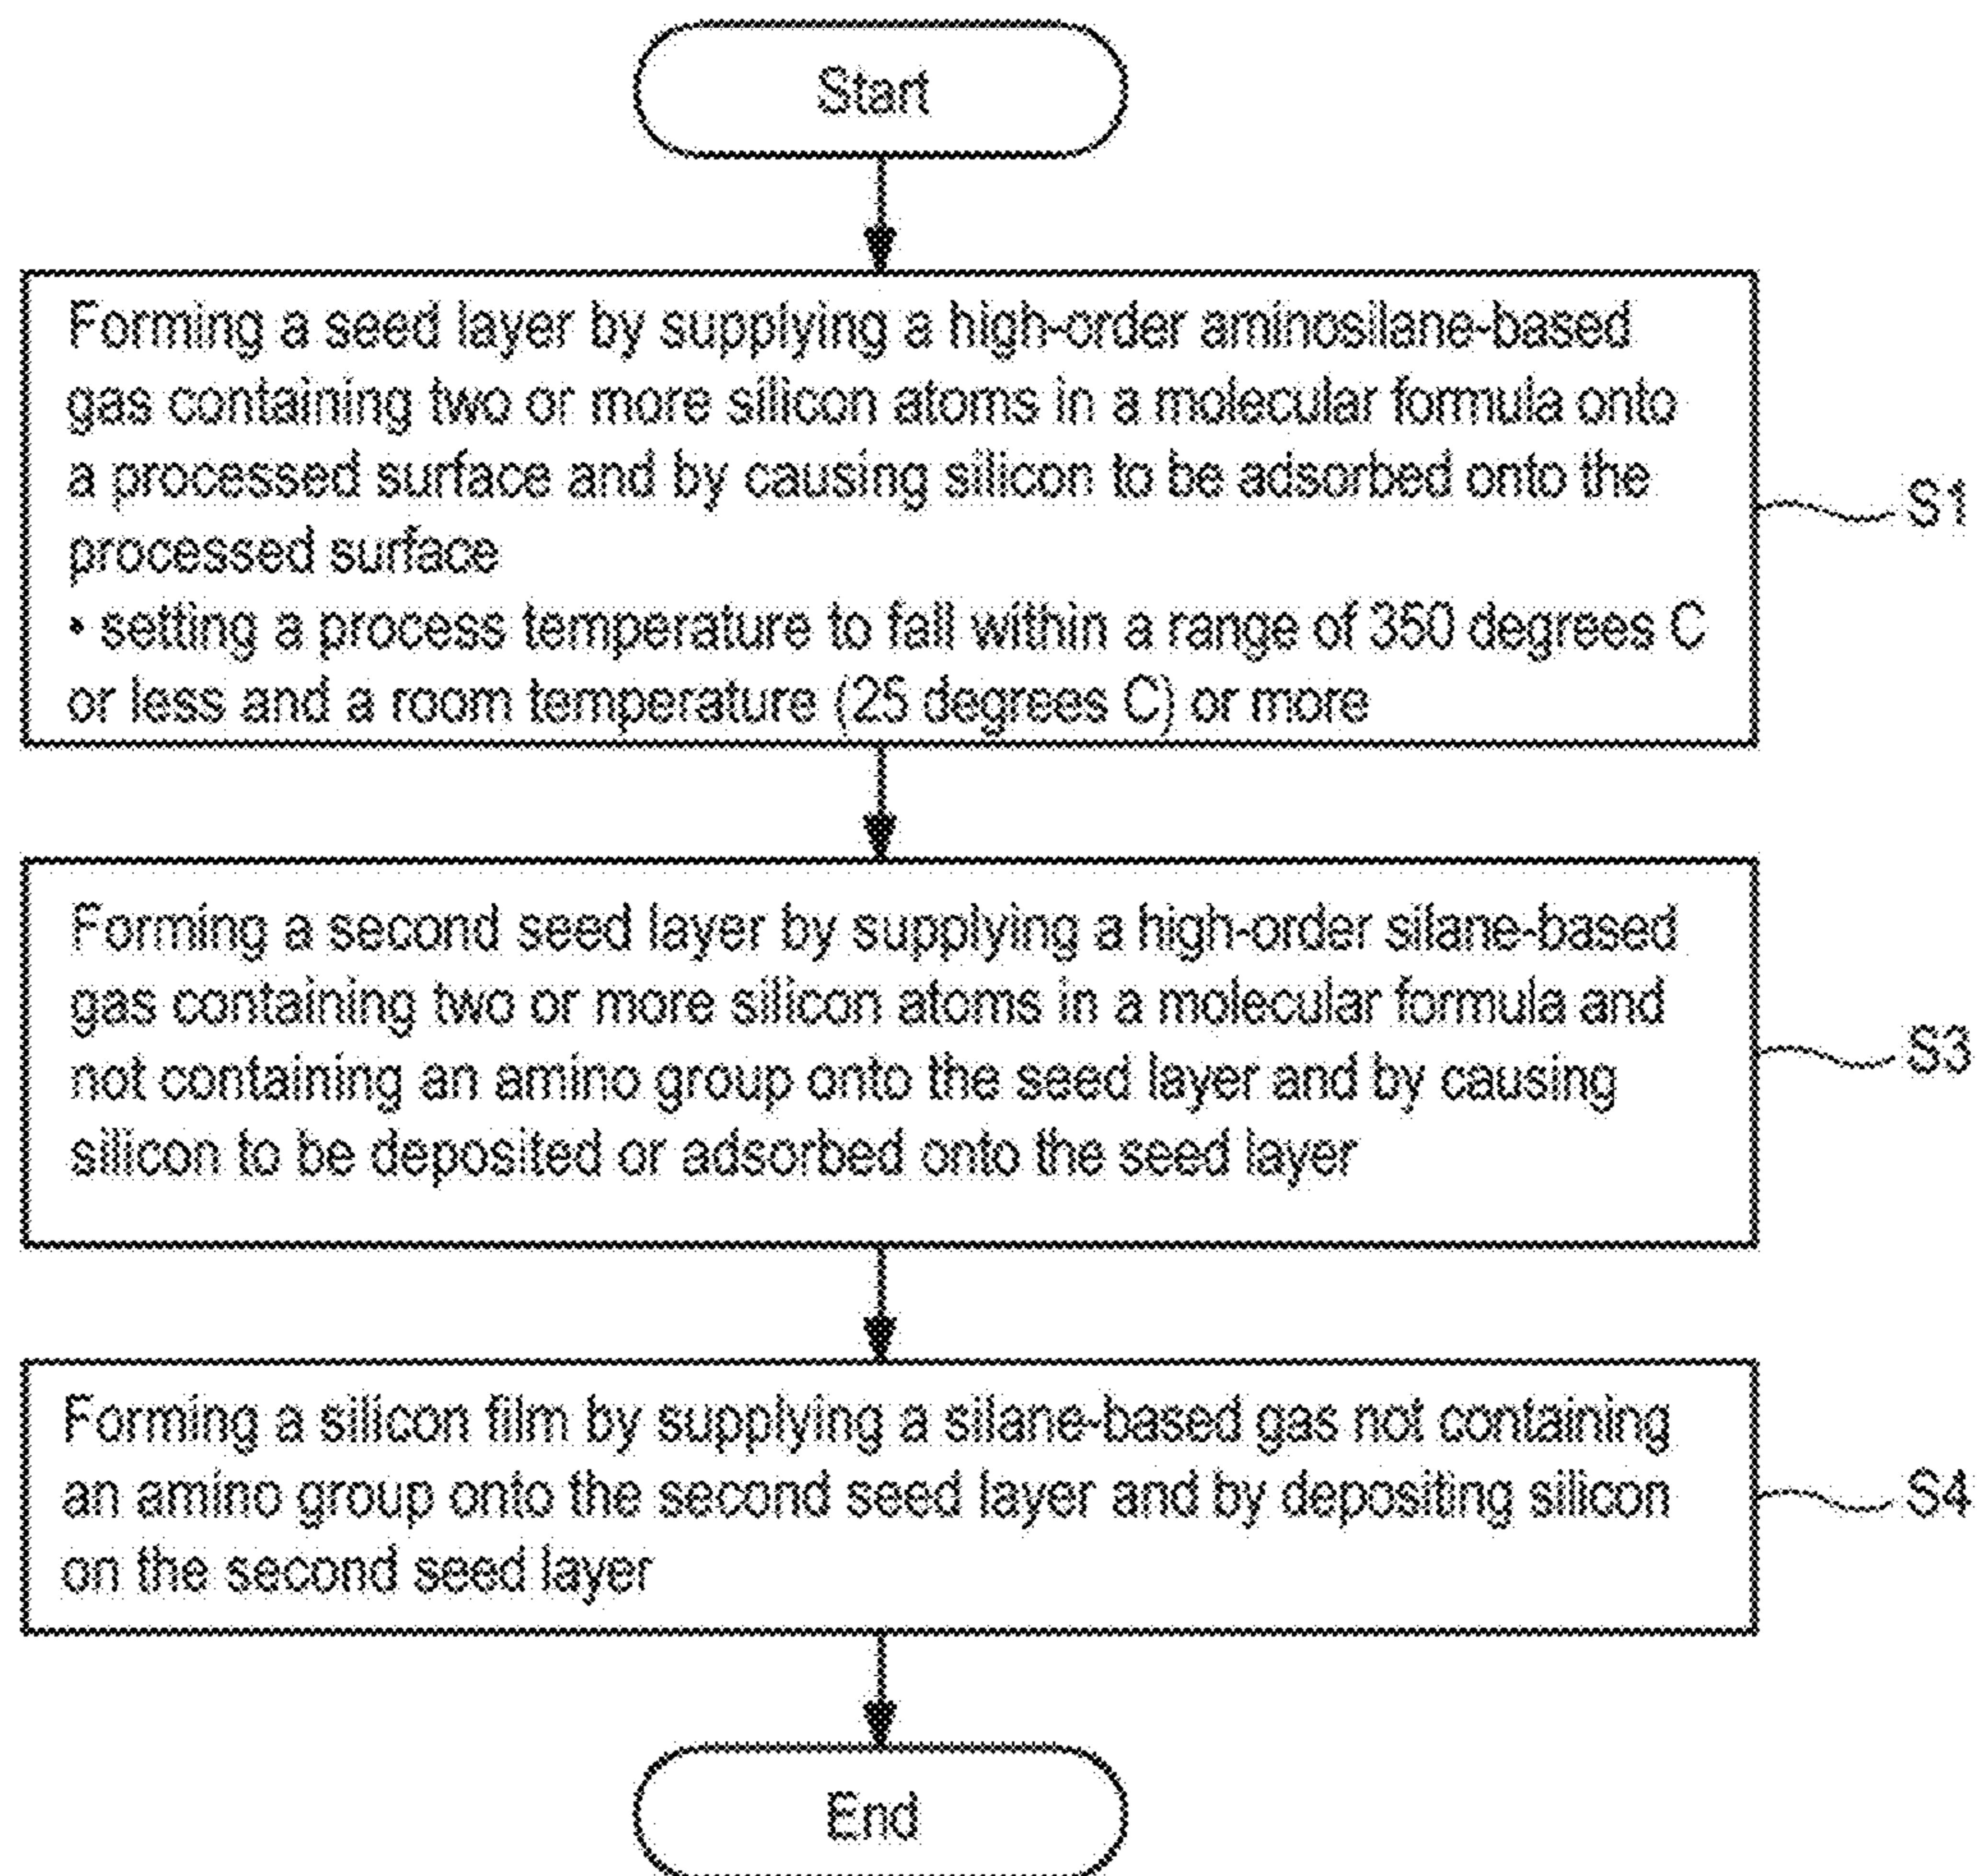 Start
Forming a seed layer by supplying a high-order aminosilane-based
gas containing two or more silicon atoms in a molecular formula onto
a processed surface and by causing silicon to be adsorbed onto the
processed surface
• setting a process temperature to fall within a range of 350 degrees C
or less and a room temperature (25 degrees C) or more
S1
Forming a second seed layer by supplying a high-order silane-based
gas containing two or more silicon atoms in a molecular formula and
not containing an amino group onto the seed layer and by causing
silicon to be deposited or adsorbed onto the seed layer
S3
Forming a silicon film by supplying a silane-based gas not containing
an amino group onto the second seed layer and by depositing silicon
on the second seed layer
S4
End